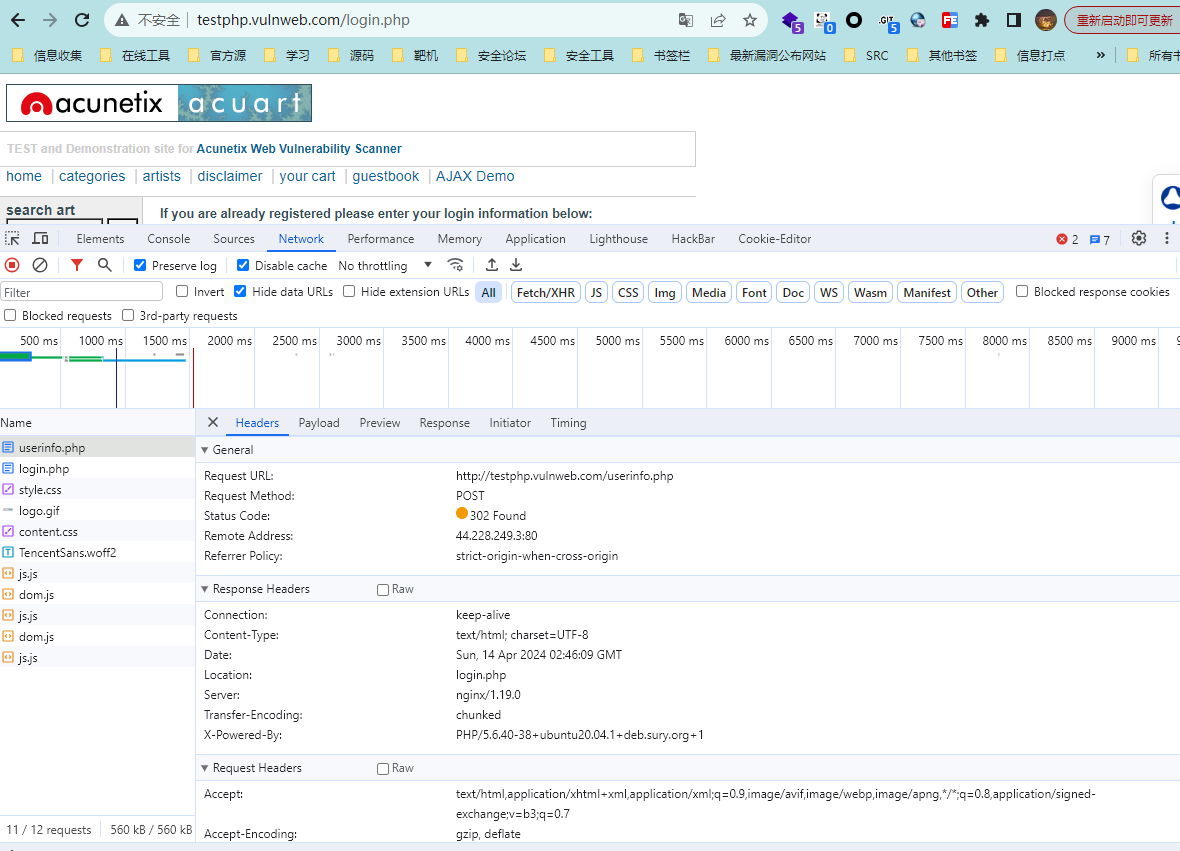 不安全 testphp.vulnweb.com/login.php 5 0 GIT 5 FE 重新启动即可更新
信息收集 在线工具 官方源 学习 源码 靶机 安全论坛 安全工具 书签栏 最新漏洞公布网站 SRC 其他书签 信息打点 » 所有书
acunetix acuart
TEST and Demonstration site for Acunetix Web Vulnerability Scanner
home categories artists disclaimer your cart guestbook AJAX Demo
search art If you are already registered please enter your login information below:
Elements Console Sources Network Performance Memory Application Lighthouse HackBar Cookie-Editor 2 7
Preserve log Disable cache No throttling
Filter Invert Hide data URLs Hide extension URLs All Fetch/XHR JS CSS Img Media Font Doc WS Wasm Manifest Other Blocked response cookies
Blocked requests 3rd-party requests
500 ms 1000 ms 1500 ms 2000 ms 2500 ms 3000 ms 3500 ms 4000 ms 4500 ms 5000 ms 5500 ms 6000 ms 6500 ms 7000 ms 7500 ms 8000 ms 8500 ms 9000 ms
Name Headers Payload Preview Response Initiator Timing
userinfo.php
login.php
style.css
logo.gif
content.css
TencentSans.woff2
js.js
dom.js
js.js
dom.js
js.js
General
Request URL: http://testphp.vulnweb.com/userinfo.php
Request Method: POST
Status Code: 302 Found
Remote Address: 44.228.249.3:80
Referrer Policy: strict-origin-when-cross-origin
Response Headers Raw
Connection: keep-alive
Content-Type: text/html; charset=UTF-8
Date: Sun, 14 Apr 2024 02:46:09 GMT
Location: login.php
Server: nginx/1.19.0
Transfer-Encoding: chunked
X-Powered-By: PHP/5.6.40-38+ubuntu20.04.1+deb.sury.org+1
Request Headers Raw
Accept: text/html,application/xhtml+xml,application/xml;q=0.9,image/avif,image/webp,image/apng,*/*;q=0.8,application/signed-
exchange;v=b3;q=0.7
Accept-Encoding: gzip, deflate
11 / 12 requests 560 kB / 560 kB